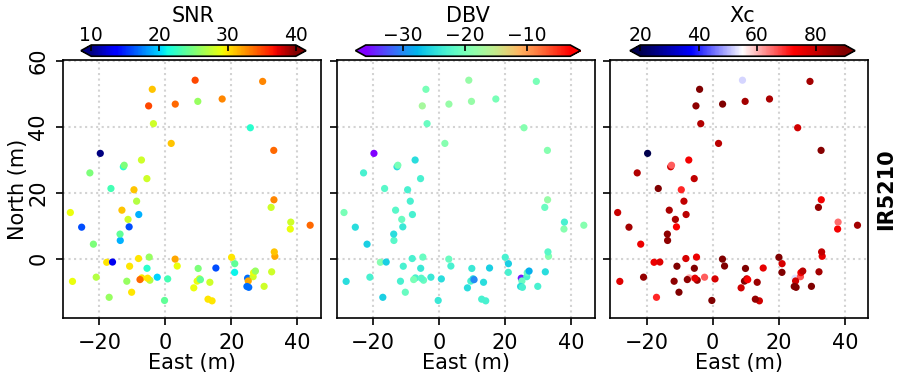 SNR DBV Xc
10 20 30 40 −30 −20 −10 20 40 60 80
60
40
20
0
North (m)
IR5210
−20 0 20 40 −20 0 20 40 −20 0 20 40
East (m) East (m) East (m)